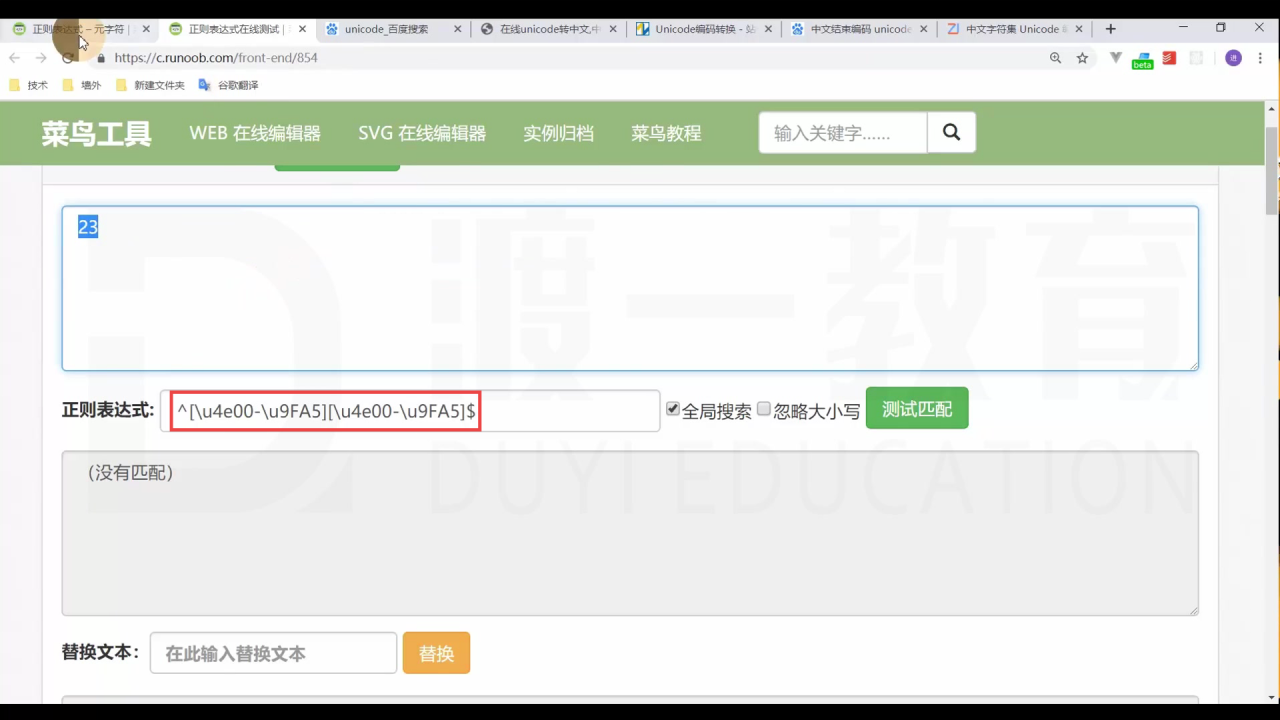 正则表达式 – 元字符
正则表达式在线测试
unicode_百度搜索
在线unicode转中文,中
Unicode编码转换 - 站
中文结束编码 unicode
中文字符集 Unicode
https://c.runoob.com/front-end/854
beta
进
技术
墙外
新建文件夹
谷歌翻译
菜鸟工具
WEB 在线编辑器
SVG 在线编辑器
实例归档
菜鸟教程
输入关键字......
23
渡一教育
正则表达式:
^[\u4e00-\u9FA5][\u4e00-\u9FA5]$
全局搜索
忽略大小写
测试匹配
（没有匹配）
DUYI EDUCATION
替换文本：
在此输入替换文本
替换